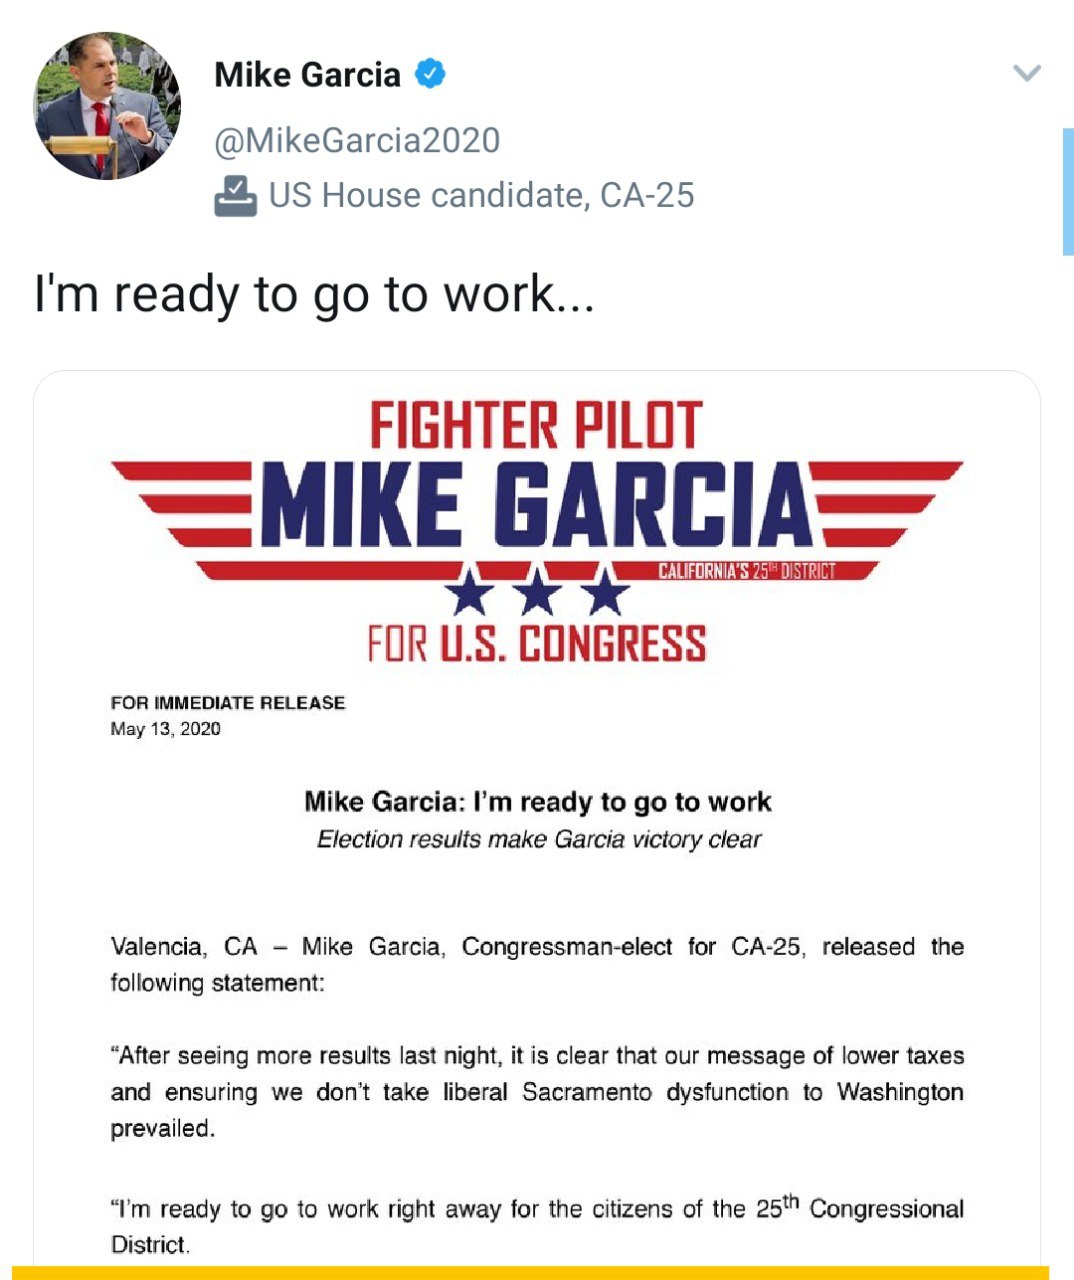 Mike Garcia
@MikeGarcia2020
US House candidate, CA-25
I'm ready to go to work...
FIGHTER PILOT
MIKE GARCIA
CALIFORNIA'S 25TH DISTRICT
FOR U.S. CONGRESS
FOR IMMEDIATE RELEASE
May 13, 2020
Mike Garcia: I’m ready to go to work
Election results make Garcia victory clear
Valencia, CA – Mike Garcia, Congressman-elect for CA-25, released the
following statement:
“After seeing more results last night, it is clear that our message of lower taxes
and ensuring we don’t take liberal Sacramento dysfunction to Washington
prevailed.
“I’m ready to go to work right away for the citizens of the 25th Congressional
District.